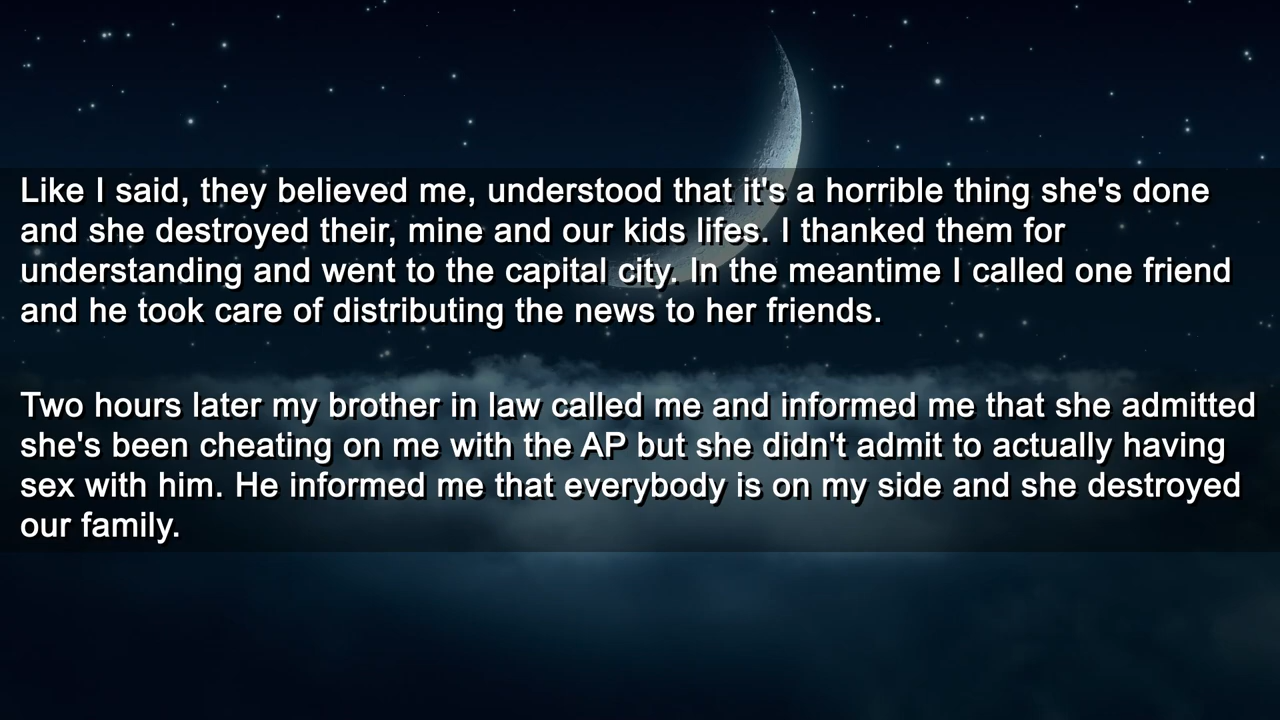 Like I said, they believed me, understood that it's a horrible thing she's done
and she destroyed their, mine and our kids lifes. I thanked them for
understanding and went to the capital city. In the meantime I called one friend
and he took care of distributing the news to her friends.
Two hours later my brother in law called me and informed me that she admitted
she's been cheating on me with the AP but she didn't admit to actually having
sex with him. He informed me that everybody is on my side and she destroyed
our family.